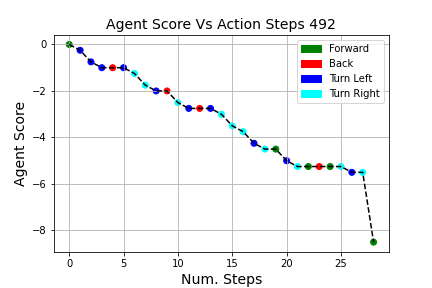 Agent Score Vs Action Steps 492
Forward
Back
Turn Left
Turn Right
Agent Score
0
−2
−4
−6
−8
0 5 10 15 20 25
Num. Steps